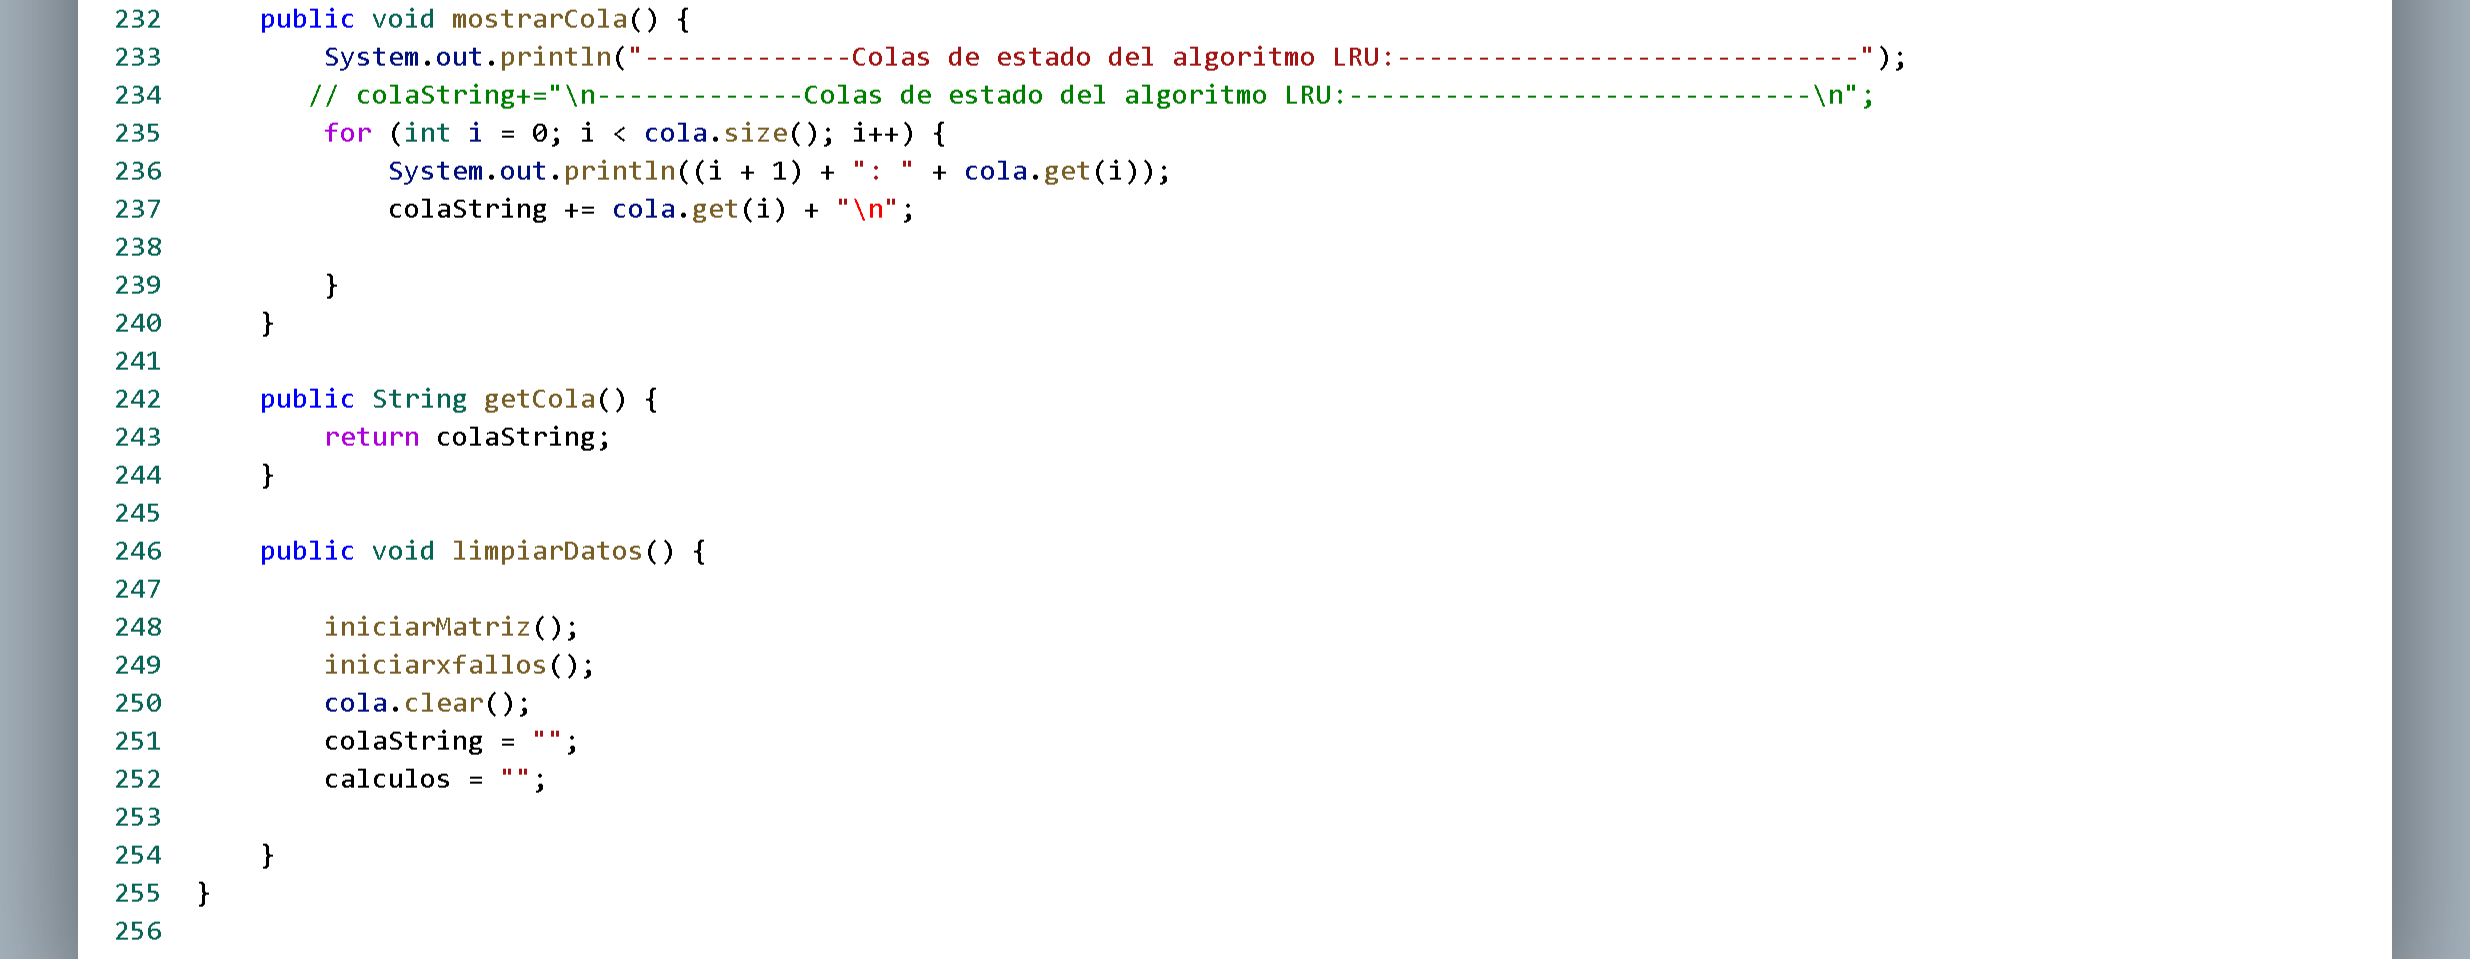 232 public void mostrarCola() {
233 System.out.println("-------------Colas de estado del algoritmo LRU:-----------------------------");
234 // colaString+="\n-------------Colas de estado del algoritmo LRU:-----------------------------\n";
235 for (int i = 0; i < cola.size(); i++) {
236 System.out.println((i + 1) + ": " + cola.get(i));
237 colaString += cola.get(i) + "\n";
238
239 }
240 }
241
242 public String getCola() {
243 return colaString;
244 }
245
246 public void limpiarDatos() {
247
248 iniciarMatriz();
249 iniciarxfallos();
250 cola.clear();
251 colaString = "";
252 calculos = "";
253
254 }
255 }
256